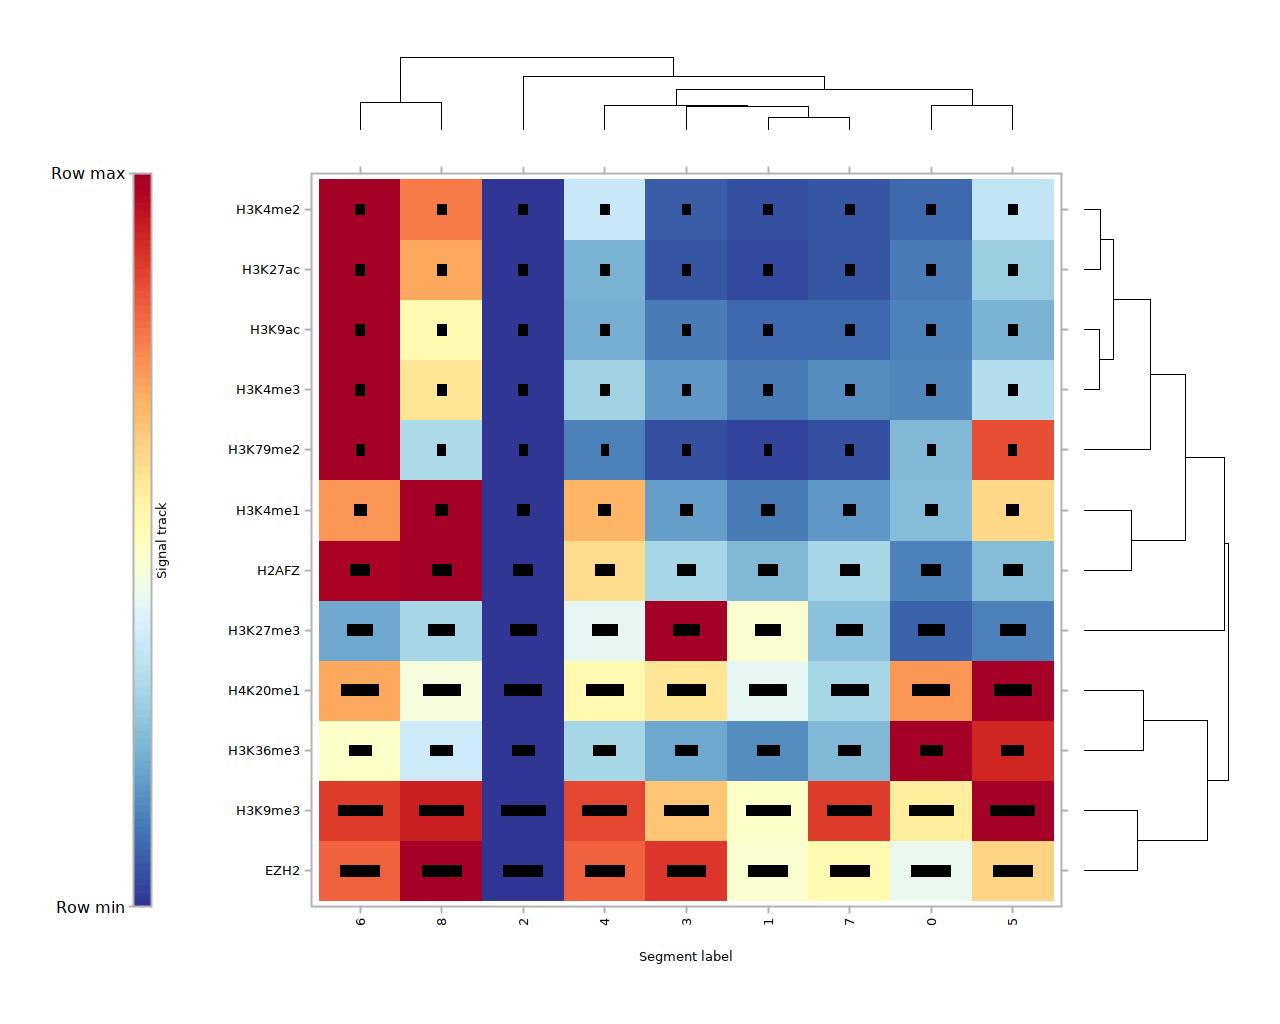 Row max
Row min
Signal track
H3K4me2
H3K27ac
H3K9ac
H3K4me3
H3K79me2
H3K4me1
H2AFZ
H3K27me3
H4K20me1
H3K36me3
H3K9me3
EZH2
6 8 2 4 3 1 7 0 5
Segment label